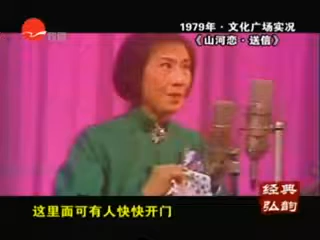 1979年·文化广场实况
《山河恋·送信》
经典
弘韵
这里面可有人快快开门